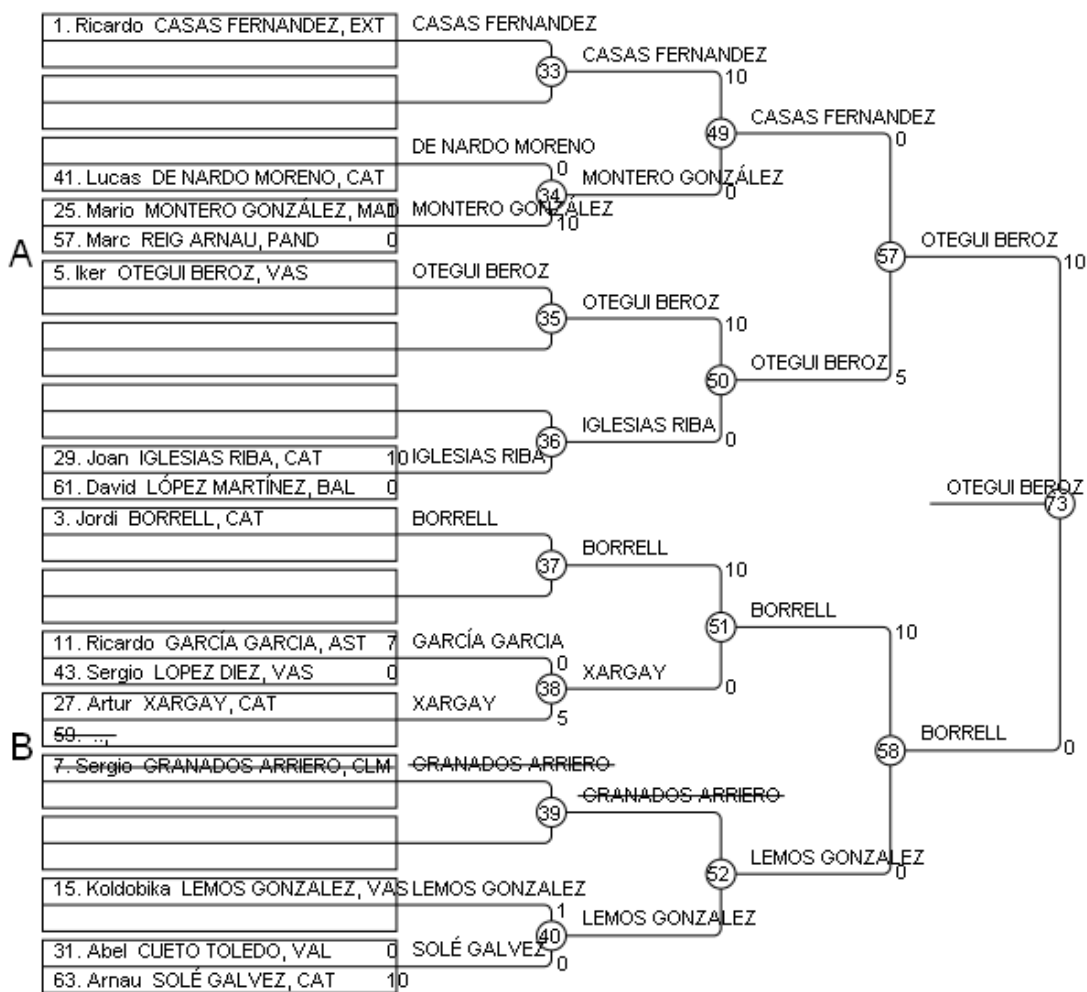 1. Ricardo CASAS FERNANDEZ, EXT CASAS FERNANDEZ
33 CASAS FERNANDEZ
10
49 CASAS FERNANDEZ
0
DE NARDO MORENO
0
41. Lucas DE NARDO MORENO, CAT
34 MONTERO GONZÁLEZ
0
25. Mario MONTERO GONZÁLEZ, MAD MONTERO GONZÁLEZ
10
57. Marc REIG ARNAU, PAND 0
A
57 OTEGUI BEROZ
10
5. Iker OTEGUI BEROZ, VAS OTEGUI BEROZ
35 OTEGUI BEROZ
10
50 OTEGUI BEROZ
5
36 IGLESIAS RIBA
0
29. Joan IGLESIAS RIBA, CAT 10 IGLESIAS RIBA
61. David LÓPEZ MARTÍNEZ, BAL 0
OTEGUI BEROZ
73
3. Jordi BORRELL, CAT BORRELL
37 BORRELL
10
51 BORRELL
10
11. Ricardo GARCÍA GARCIA, AST 7 GARCÍA GARCIA
0
43. Sergio LOPEZ DIEZ, VAS 0
38 XARGAY
0
27. Artur XARGAY, CAT XARGAY
5
59. ..,
B
58 BORRELL
0
7. Sergio GRANADOS ARRIERO, CLM GRANADOS ARRIERO
39 GRANADOS ARRIERO
52 LEMOS GONZALEZ
0
15. Koldobika LEMOS GONZALEZ, VAS LEMOS GONZALEZ
1
40 LEMOS GONZALEZ
31. Abel CUETO TOLEDO, VAL 0 SOLÉ GALVEZ
0
63. Arnau SOLÉ GALVEZ, CAT 10